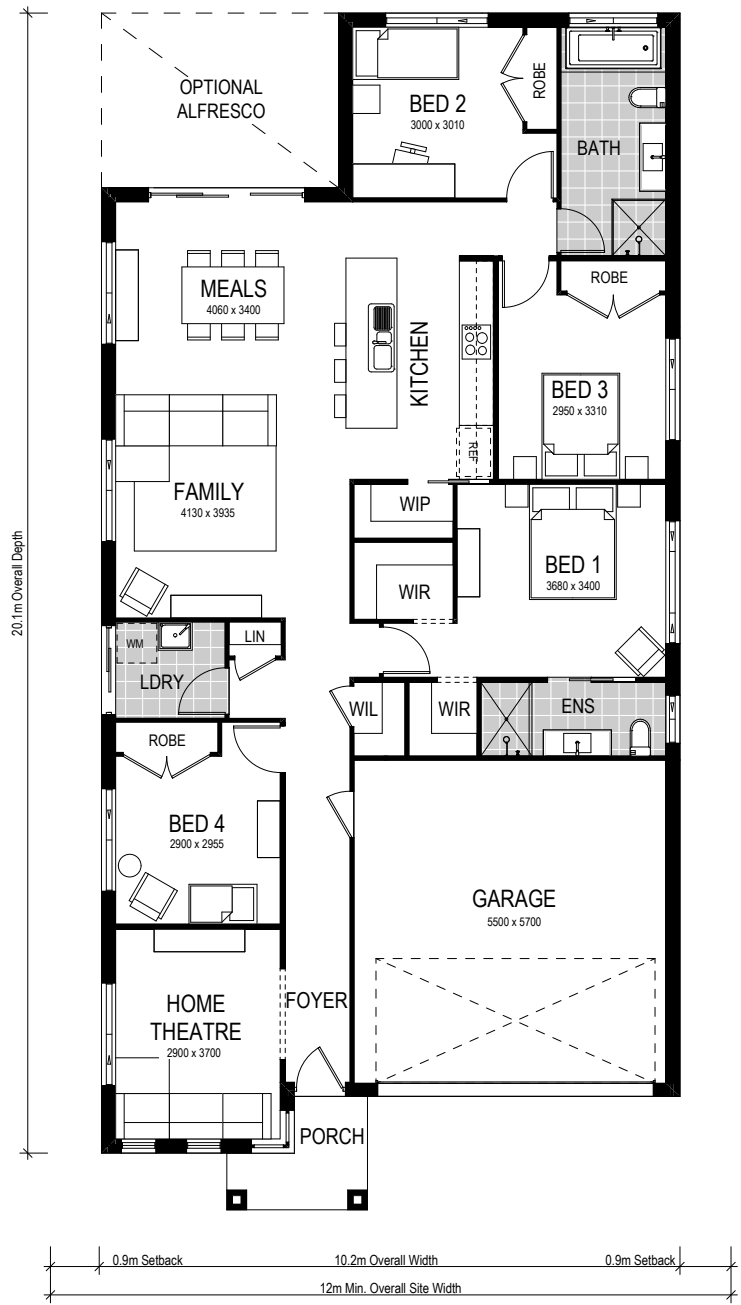 OPTIONAL
ALFRESCO
BED 2
3000 x 3010
ROBE
BATH
MEALS
4060 x 3400
KITCHEN
ROBE
BED 3
2950 x 3310
REF
FAMILY
4130 x 3935
WIP
WIR
BED 1
3680 x 3400
20.1m Overall Depth
WM
LIN
LDRY
WIL
WIR
ENS
ROBE
BED 4
2900 x 2955
GARAGE
5500 x 5700
HOME
THEATRE
2900 x 3700
FOYER
PORCH
0.9m Setback
10.2m Overall Width
0.9m Setback
12m Min. Overall Site Width